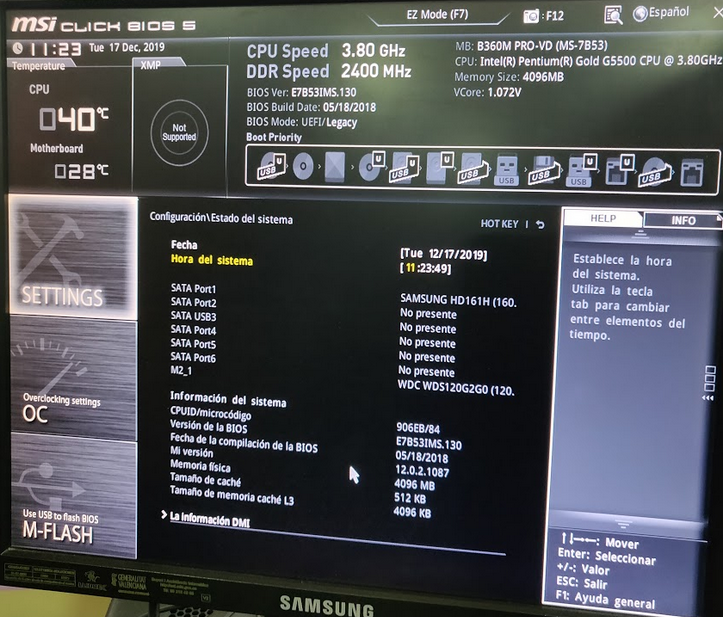 msi CLICK BIOS 5
EZ Mode (F7)
: F12
Español
X
11:23 Tue 17 Dec, 2019
Temperature
XMP
CPU
040°C
Motherboard
028°C
Not
Supported
CPU Speed 3.80 GHz
DDR Speed 2400 MHz
BIOS Ver: E7B53IMS.130
BIOS Build Date: 05/18/2018
BIOS Mode: UEFI/Legacy
Boot Priority
MB: B360M PRO-VD (MS-7B53)
CPU: Intel(R) Pentium(R) Gold G5500 CPU @ 3.80GHz
Memory Size: 4096MB
VCore: 1.072V
U USB U U USB U USB USB USB U USB U U USB
SETTINGS
Overclocking settings
OC
Use USB to flash BIOS
M-FLASH
Configuración\Estado del sistema
HOT KEY
Fecha [Tue 12/17/2019]
Hora del sistema [11:23:49]
SATA Port1 SAMSUNG HD161H (160.
SATA Port2 No presente
SATA USB3 No presente
SATA Port4 No presente
SATA Port5 No presente
SATA Port6 No presente
M2_1 WDC WDS120G2G0 (120.
Información del sistema
CPUID/microcódigo 906EB/84
Versión de la BIOS E7B53IMS.130
Fecha de la compilación de la BIOS 05/18/2018
Mi versión 12.0.2.1087
Memoria física 4096 MB
Tamaño de caché 512 KB
Tamaño de memoria caché L3 4096 KB
La información DMI
HELP
INFO
Establece la hora
del sistema.
Utiliza la tecla
tab para cambiar
entre elementos del
tiempo.
↑↓←→: Mover
Enter: Seleccionar
+/-: Valor
ESC: Salir
F1: Ayuda general
GENERALITAT
VALENCIANA
SAMSUNG